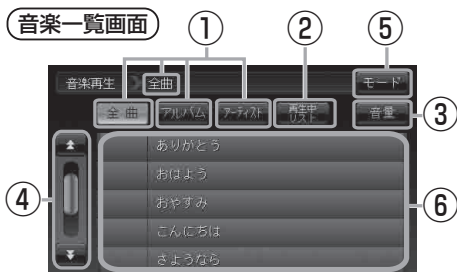 音楽一覧画面
① ② ⑤
音楽再生 全曲 モード
全曲 アルバム アーティスト 再生中リスト 音量 ③
④ ⑥
ありがとう
おはよう
おやすみ
こんにちは
さようなら